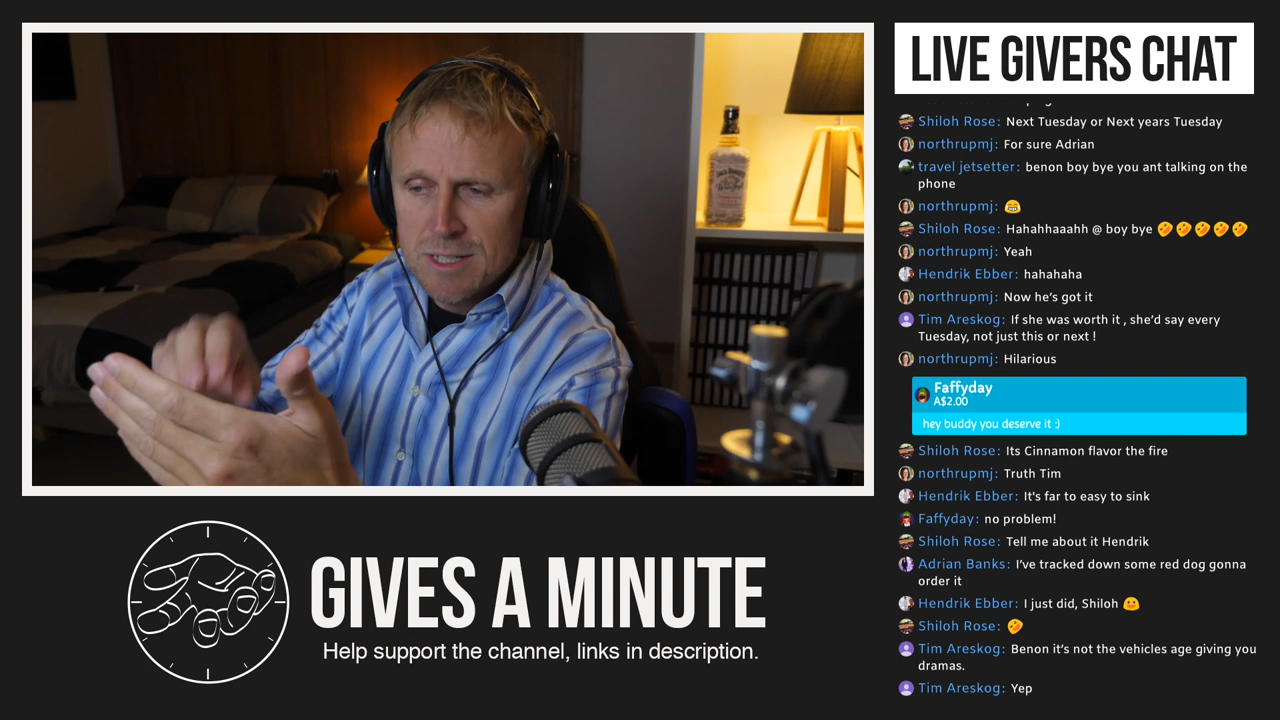 LIVE GIVERS CHAT
Shiloh Rose: Next Tuesday or Next years Tuesday
northrupmj: For sure Adrian
travel jetsetter: benon boy bye you ant talking on the
phone
northrupmj: 😂
Shiloh Rose: Hahahhaaahh @ boy bye 🤣🤣🤣🤣🤣
northrupmj: Yeah
Hendrik Ebber: hahahaha
northrupmj: Now he's got it
Tim Areskog: If she was worth it , she'd say every
Tuesday, not just this or next !
northrupmj: Hilarious
Faffyday
A$2.00
hey buddy you deserve it :)
Shiloh Rose: Its Cinnamon flavor the fire
northrupmj: Truth Tim
Hendrik Ebber: It's far to easy to sink
Faffyday: no problem!
Shiloh Rose: Tell me about it Hendrik
Adrian Banks: I've tracked down some red dog gonna
order it
Hendrik Ebber: I just did, Shiloh 😛
Shiloh Rose: 🤣
Tim Areskog: Benon it's not the vehicles age giving you
dramas.
Tim Areskog: Yep
GIVES A MINUTE
Help support the channel, links in description.